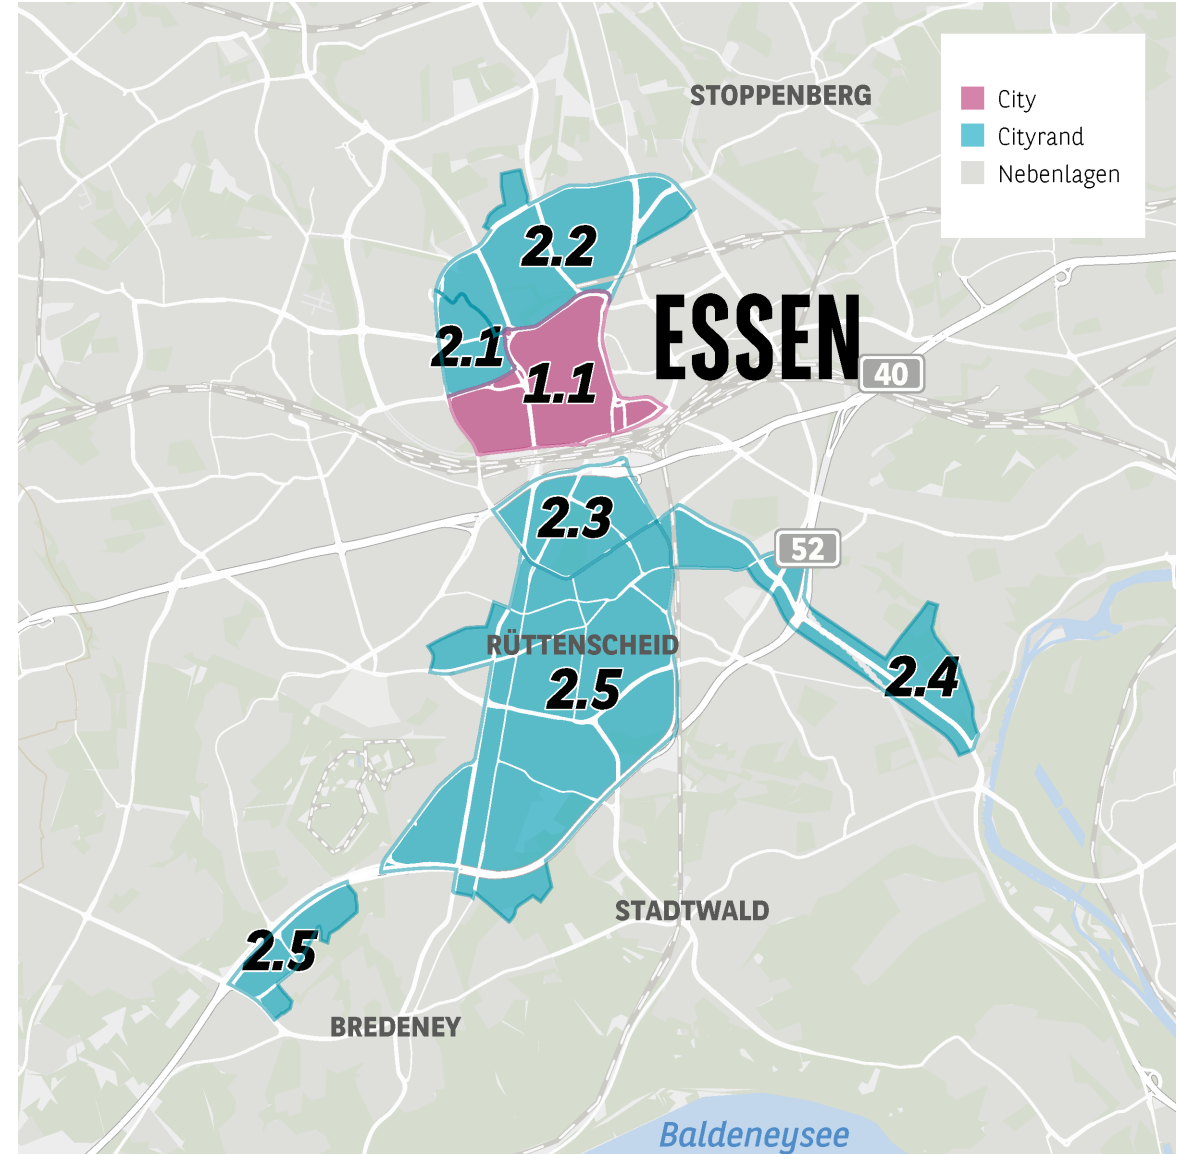 STOPPENBERG
City
Cityrand
Nebenlagen
2.2
ESSEN
2.1
1.1
40
2.3
52
RÜTTENSCHEID
2.5
2.4
STADTWALD
2.5
BREDENEY
Baldeneysee